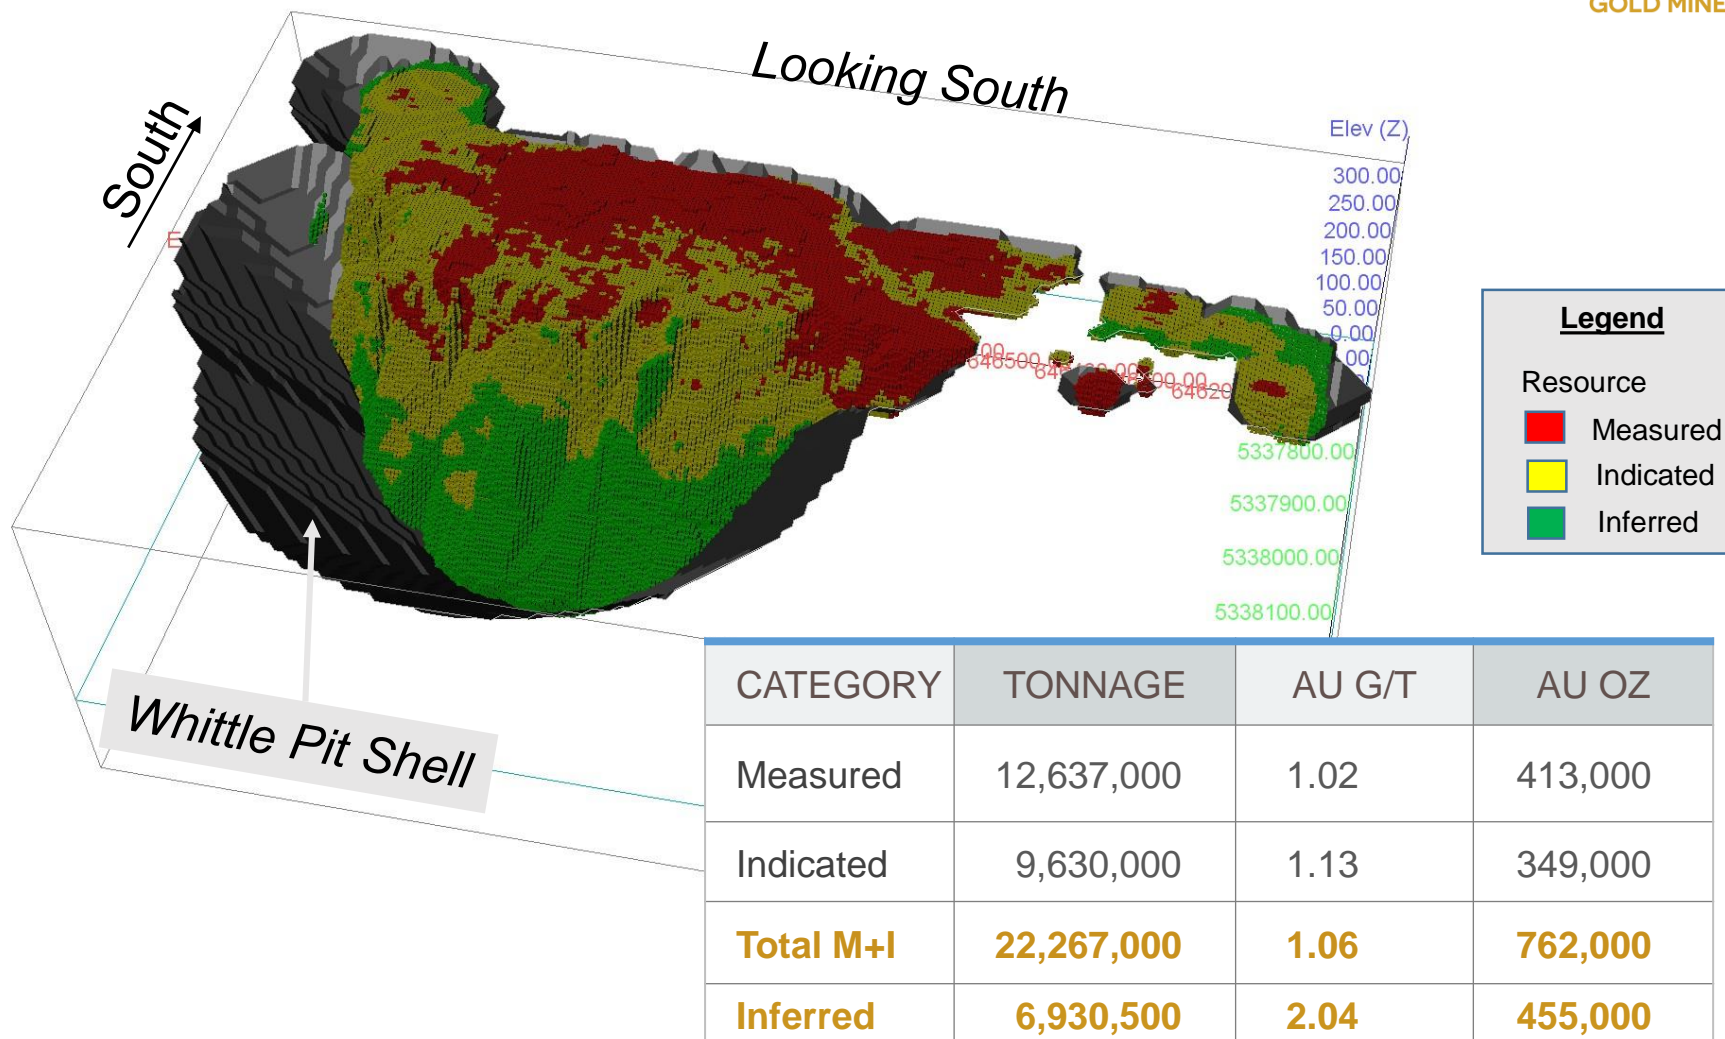 GOLD MINE
Looking South
South
Elev (Z)
300.00
250.00
200.00
150.00
100.00
50.00
0.00
E
5337800.00
5337900.00
5338000.00
5338100.00
Legend
Resource
Measured
Indicated
Inferred
Whittle Pit Shell
CATEGORY TONNAGE AU G/T AU OZ
Measured 12,637,000 1.02 413,000
Indicated 9,630,000 1.13 349,000
Total M+I 22,267,000 1.06 762,000
Inferred 6,930,500 2.04 455,000